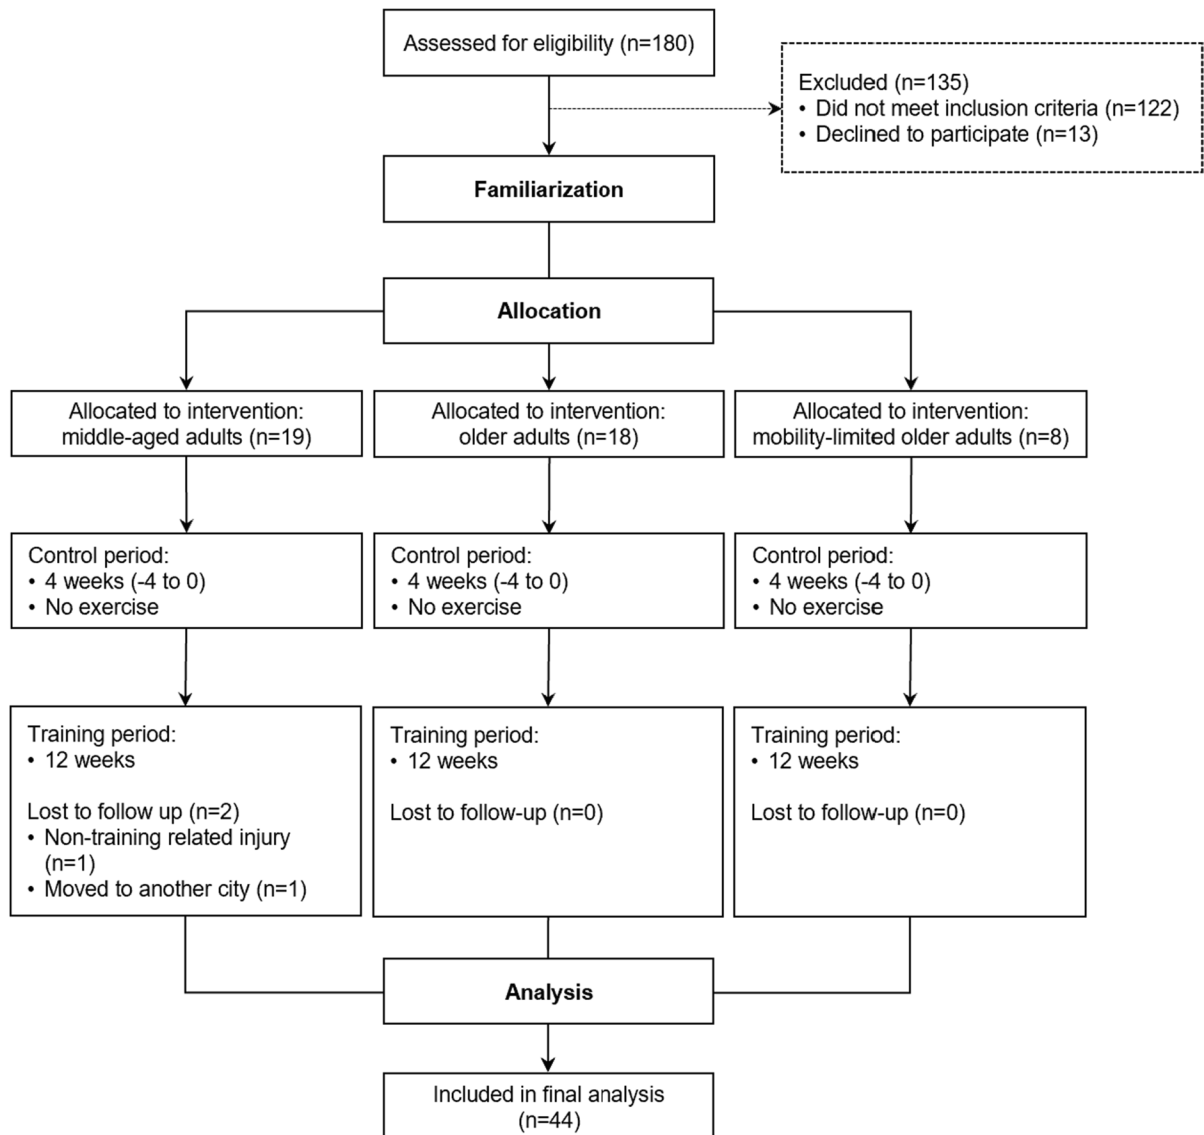 Assessed for eligibility (n=180)
Excluded (n=135)
• Did not meet inclusion criteria (n=122)
• Declined to participate (n=13)
Familiarization
Allocation
Allocated to intervention:
middle-aged adults (n=19)
Allocated to intervention:
older adults (n=18)
Allocated to intervention:
mobility-limited older adults (n=8)
Control period:
• 4 weeks (-4 to 0)
• No exercise
Control period:
• 4 weeks (-4 to 0)
• No exercise
Control period:
• 4 weeks (-4 to 0)
• No exercise
Training period:
• 12 weeks
Lost to follow up (n=2)
• Non-training related injury
(n=1)
• Moved to another city (n=1)
Training period:
• 12 weeks
Lost to follow-up (n=0)
Training period:
• 12 weeks
Lost to follow-up (n=0)
Analysis
Included in final analysis
(n=44)